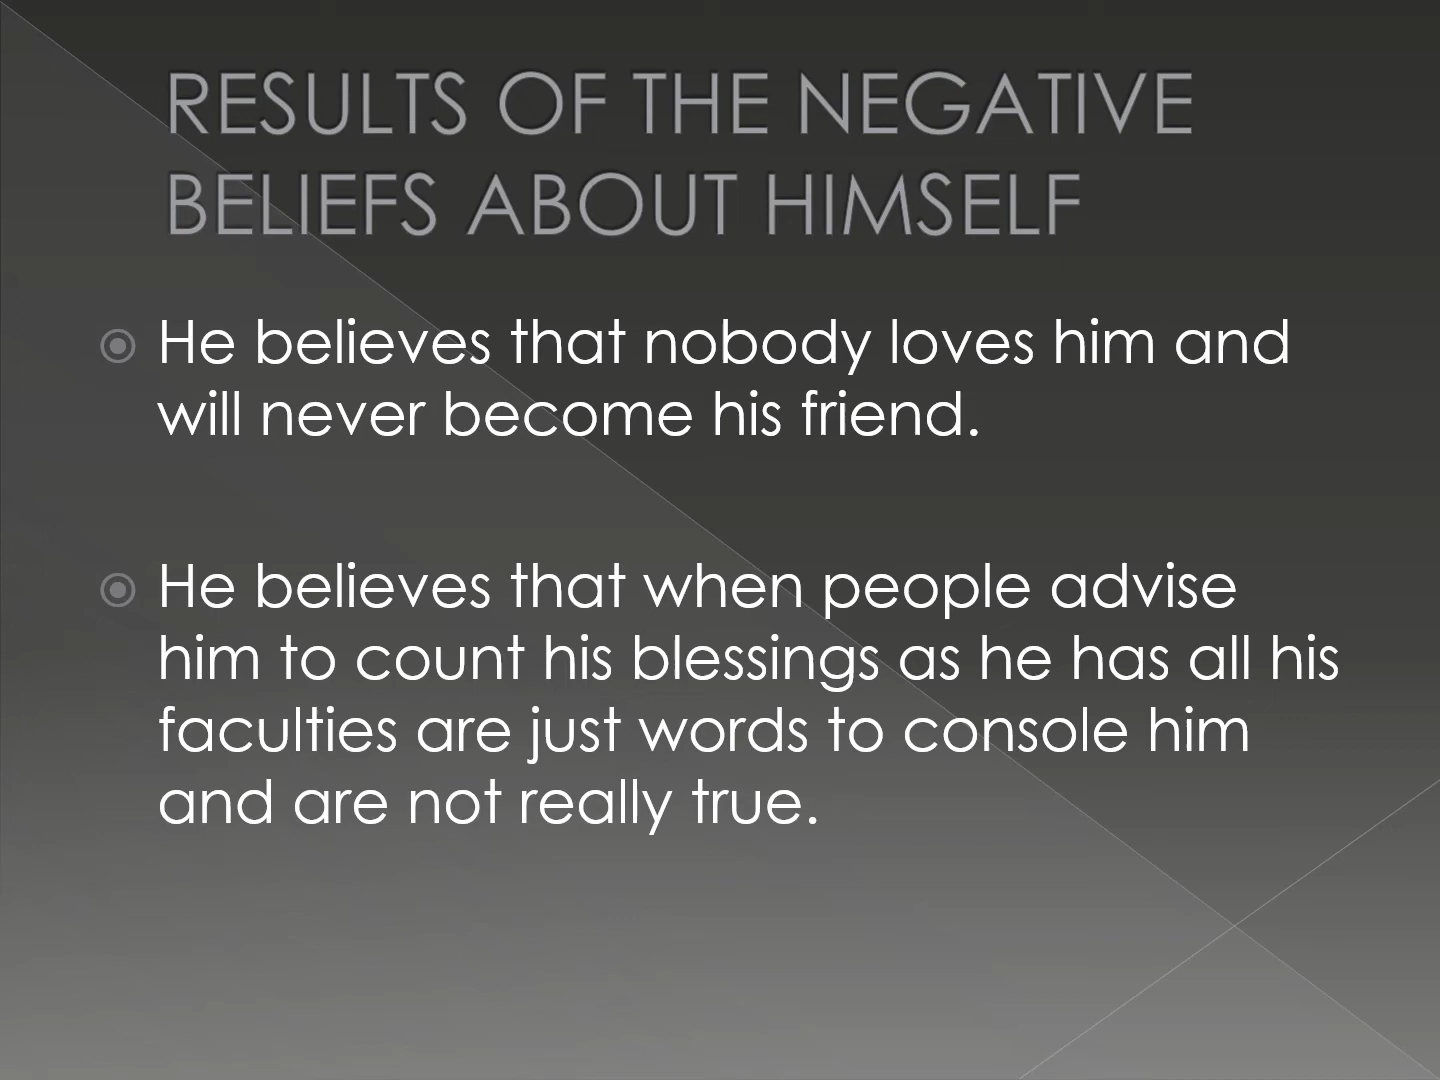 RESULTS OF THE NEGATIVE
BELIEFS ABOUT HIMSELF
He believes that nobody loves him and
will never become his friend.
He believes that when people advise
him to count his blessings as he has all his
faculties are just words to console him
and are not really true.